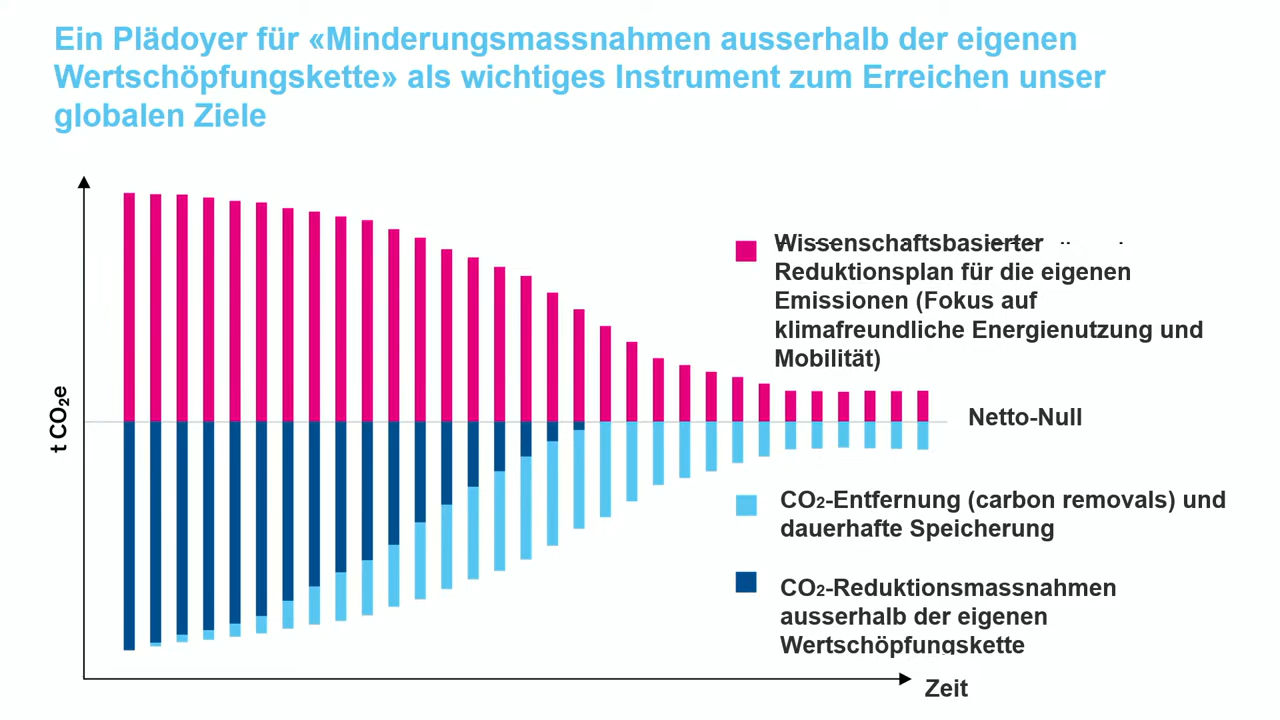 Ein Plädoyer für «Minderungsmassnahmen ausserhalb der eigenen
Wertschöpfungskette» als wichtiges Instrument zum Erreichen unser
globalen Ziele
Wissenschaftsbasierter
Reduktionsplan für die eigenen
Emissionen (Fokus auf
klimafreundliche Energienutzung und
Mobilität)
t CO₂e
Netto-Null
CO₂-Entfernung (carbon removals) und
dauerhafte Speicherung
CO₂-Reduktionsmassnahmen
ausserhalb der eigenen
Wertschöpfungskette
Zeit